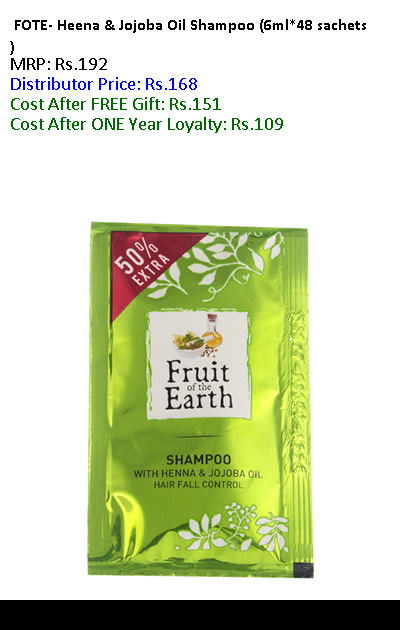 FOTE- Heena & Jojoba Oil Shampoo (6ml*48 sachets
)
MRP: Rs.192
Distributor Price: Rs.168
Cost After FREE Gift: Rs.151
Cost After ONE Year Loyalty: Rs.109
50%
EXTRA
Fruit
of the
Earth
SHAMPOO
WITH HENNA & JOJOBA OIL
HAIR FALL CONTROL